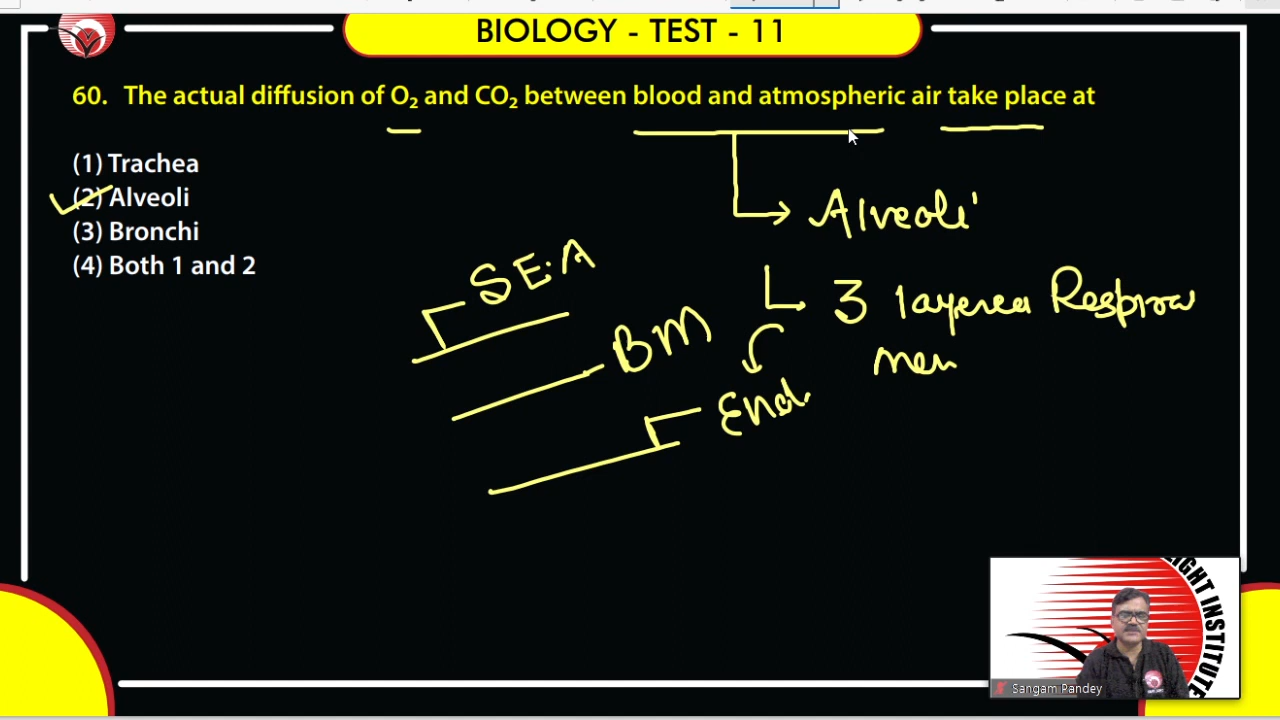 BIOLOGY - TEST - 11
60. The actual diffusion of O₂ and CO₂ between blood and atmospheric air take place at
(1) Trachea
(2) Alveoli
(3) Bronchi
(4) Both 1 and 2
Alveoli
SE.A
3 layered
BM
End.
IGHT INSTITUTE
Sangam Pandey